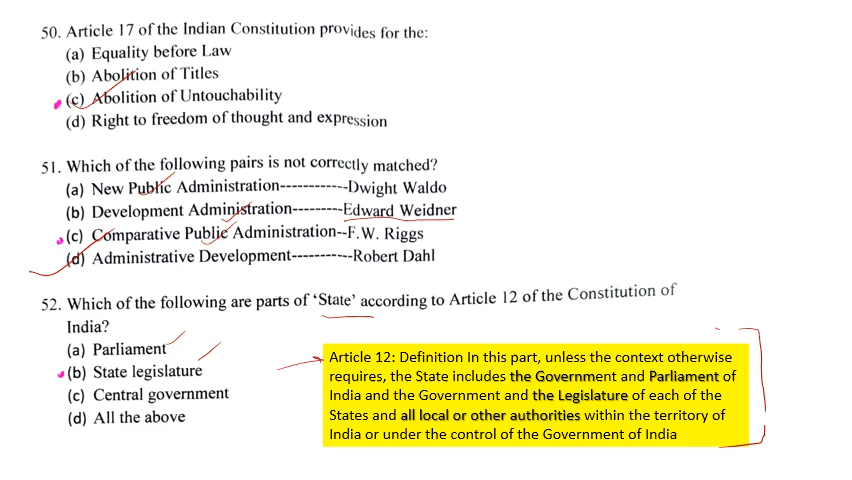 50. Article 17 of the Indian Constitution provides for the:
(a) Equality before Law
(b) Abolition of Titles
(c) Abolition of Untouchability
(d) Right to freedom of thought and expression
51. Which of the following pairs is not correctly matched?
(a) New Public Administration------------Dwight Waldo
(b) Development Administration---------Edward Weidner
(c) Comparative Public Administration--F.W. Riggs
(d) Administrative Development-----------Robert Dahl
52. Which of the following are parts of ‘State’ according to Article 12 of the Constitution of
India?
(a) Parliament
(b) State legislature
(c) Central government
(d) All the above
Article 12: Definition In this part, unless the context otherwise
requires, the State includes the Government and Parliament of
India and the Government and the Legislature of each of the
States and all local or other authorities within the territory of
India or under the control of the Government of India